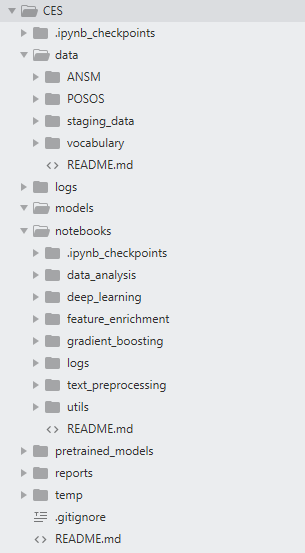 CES
.ipynb_checkpoints
data
ANSM
POSOS
staging_data
vocabulary
README.md
logs
models
notebooks
.ipynb_checkpoints
data_analysis
deep_learning
feature_enrichment
gradient_boosting
logs
text_preprocessing
utils
README.md
pretrained_models
reports
temp
.gitignore
README.md